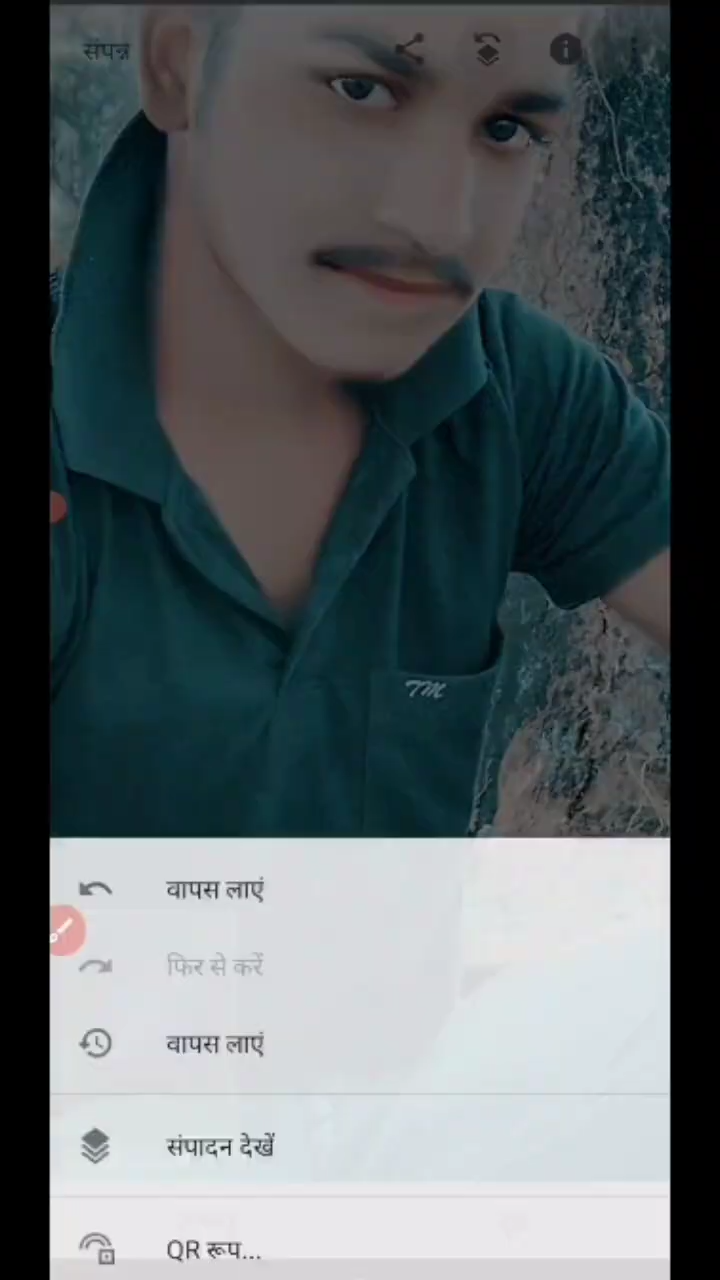 संपन्न
TM
वापस लाएं
फिर से करें
वापस लाएं
संपादन देखें
QR रूप...